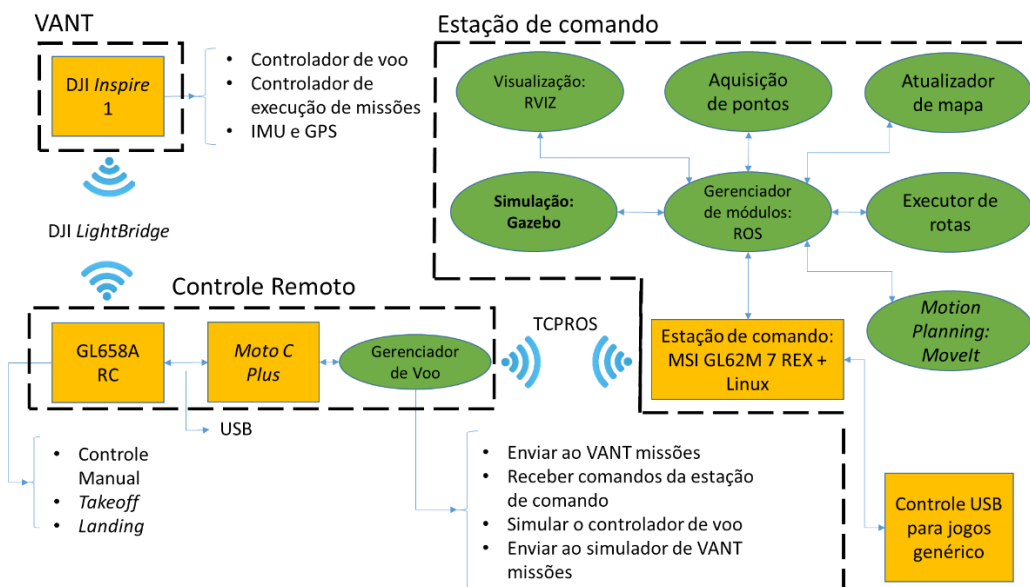 VANT
DJI Inspire
1
• Controlador de voo
• Controlador de
execução de missões
• IMU e GPS
DJI LightBridge
Estação de comando
Visualização:
RVIZ
Aquisição
de pontos
Atualizador
de mapa
Simulação:
Gazebo
Gerenciador
de módulos:
ROS
Executor de
rotas
Motion
Planning:
MoveIt
Estação de comando:
MSI GL62M 7 REX +
Linux
TCPROS
Controle Remoto
GL658A
RC
Moto C
Plus
Gerenciador
de Voo
USB
• Controle
Manual
• Takeoff
• Landing
• Enviar ao VANT missões
• Receber comandos da estação
de comando
• Simular o controlador de voo
• Enviar ao simulador de VANT
missões
Controle USB
para jogos
genérico